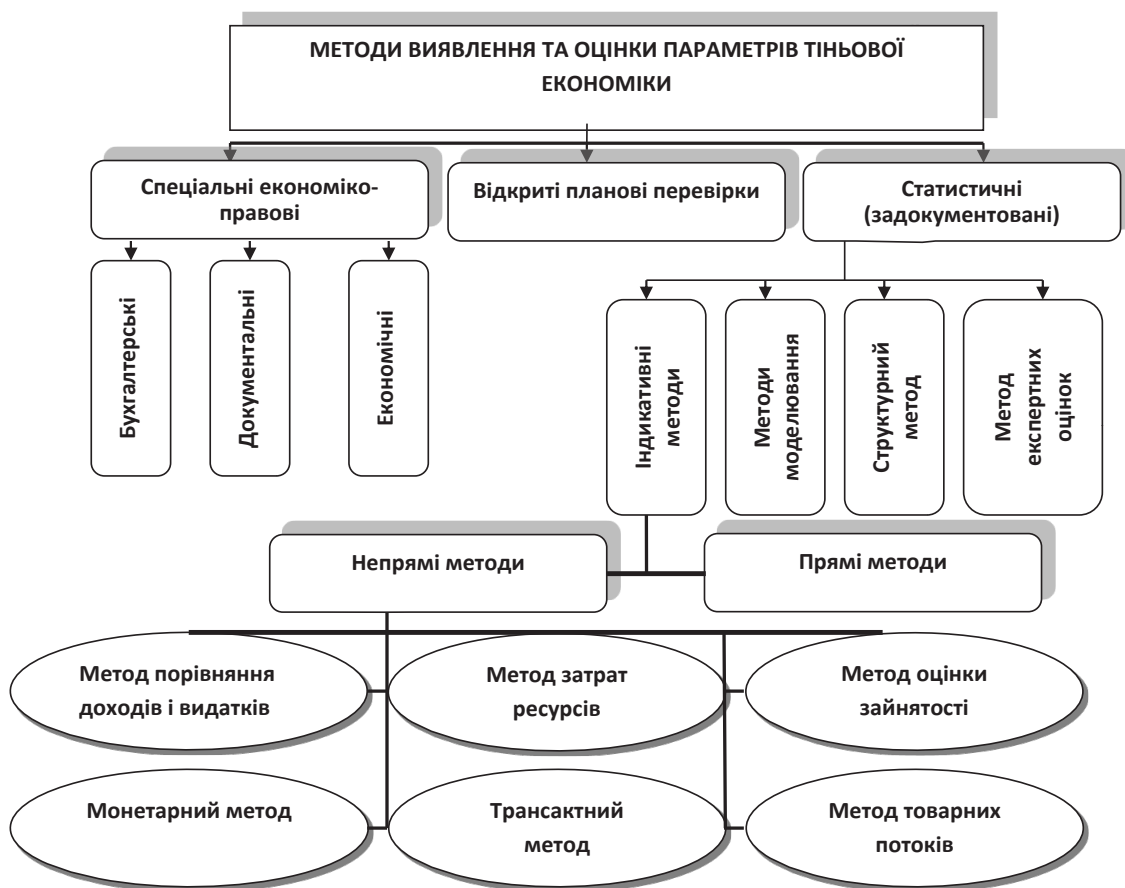 МЕТОДИ ВИЯВЛЕННЯ ТА ОЦІНКИ ПАРАМЕТРІВ ТІНЬОВОЇ
ЕКОНОМІКИ
Спеціальні економіко-
правові
Відкриті планові перевірки
Статистичні
(задокументовані)
Бухгалтерські
Документальні
Економічні
Індикативні
методи
Методи
моделювання
Структурний
метод
Метод
експертних
оцінок
Непрямі методи
Прямі методи
Метод порівняння
доходів і видатків
Метод затрат
ресурсів
Метод оцінки
зайнятості
Монетарний метод
Трансактний
метод
Метод товарних
потоків